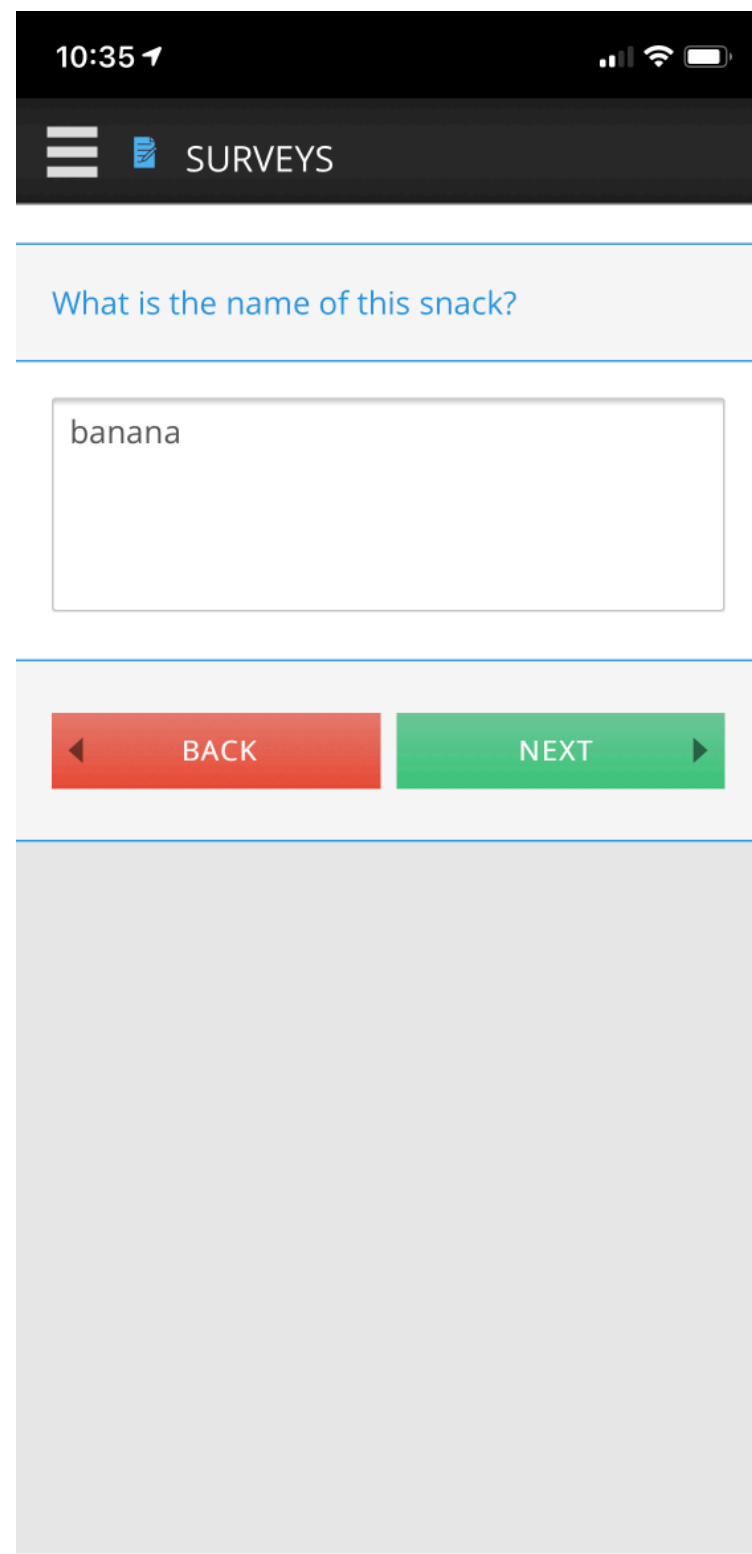 10:35
SURVEYS
What is the name of this snack?
banana
BACK
NEXT